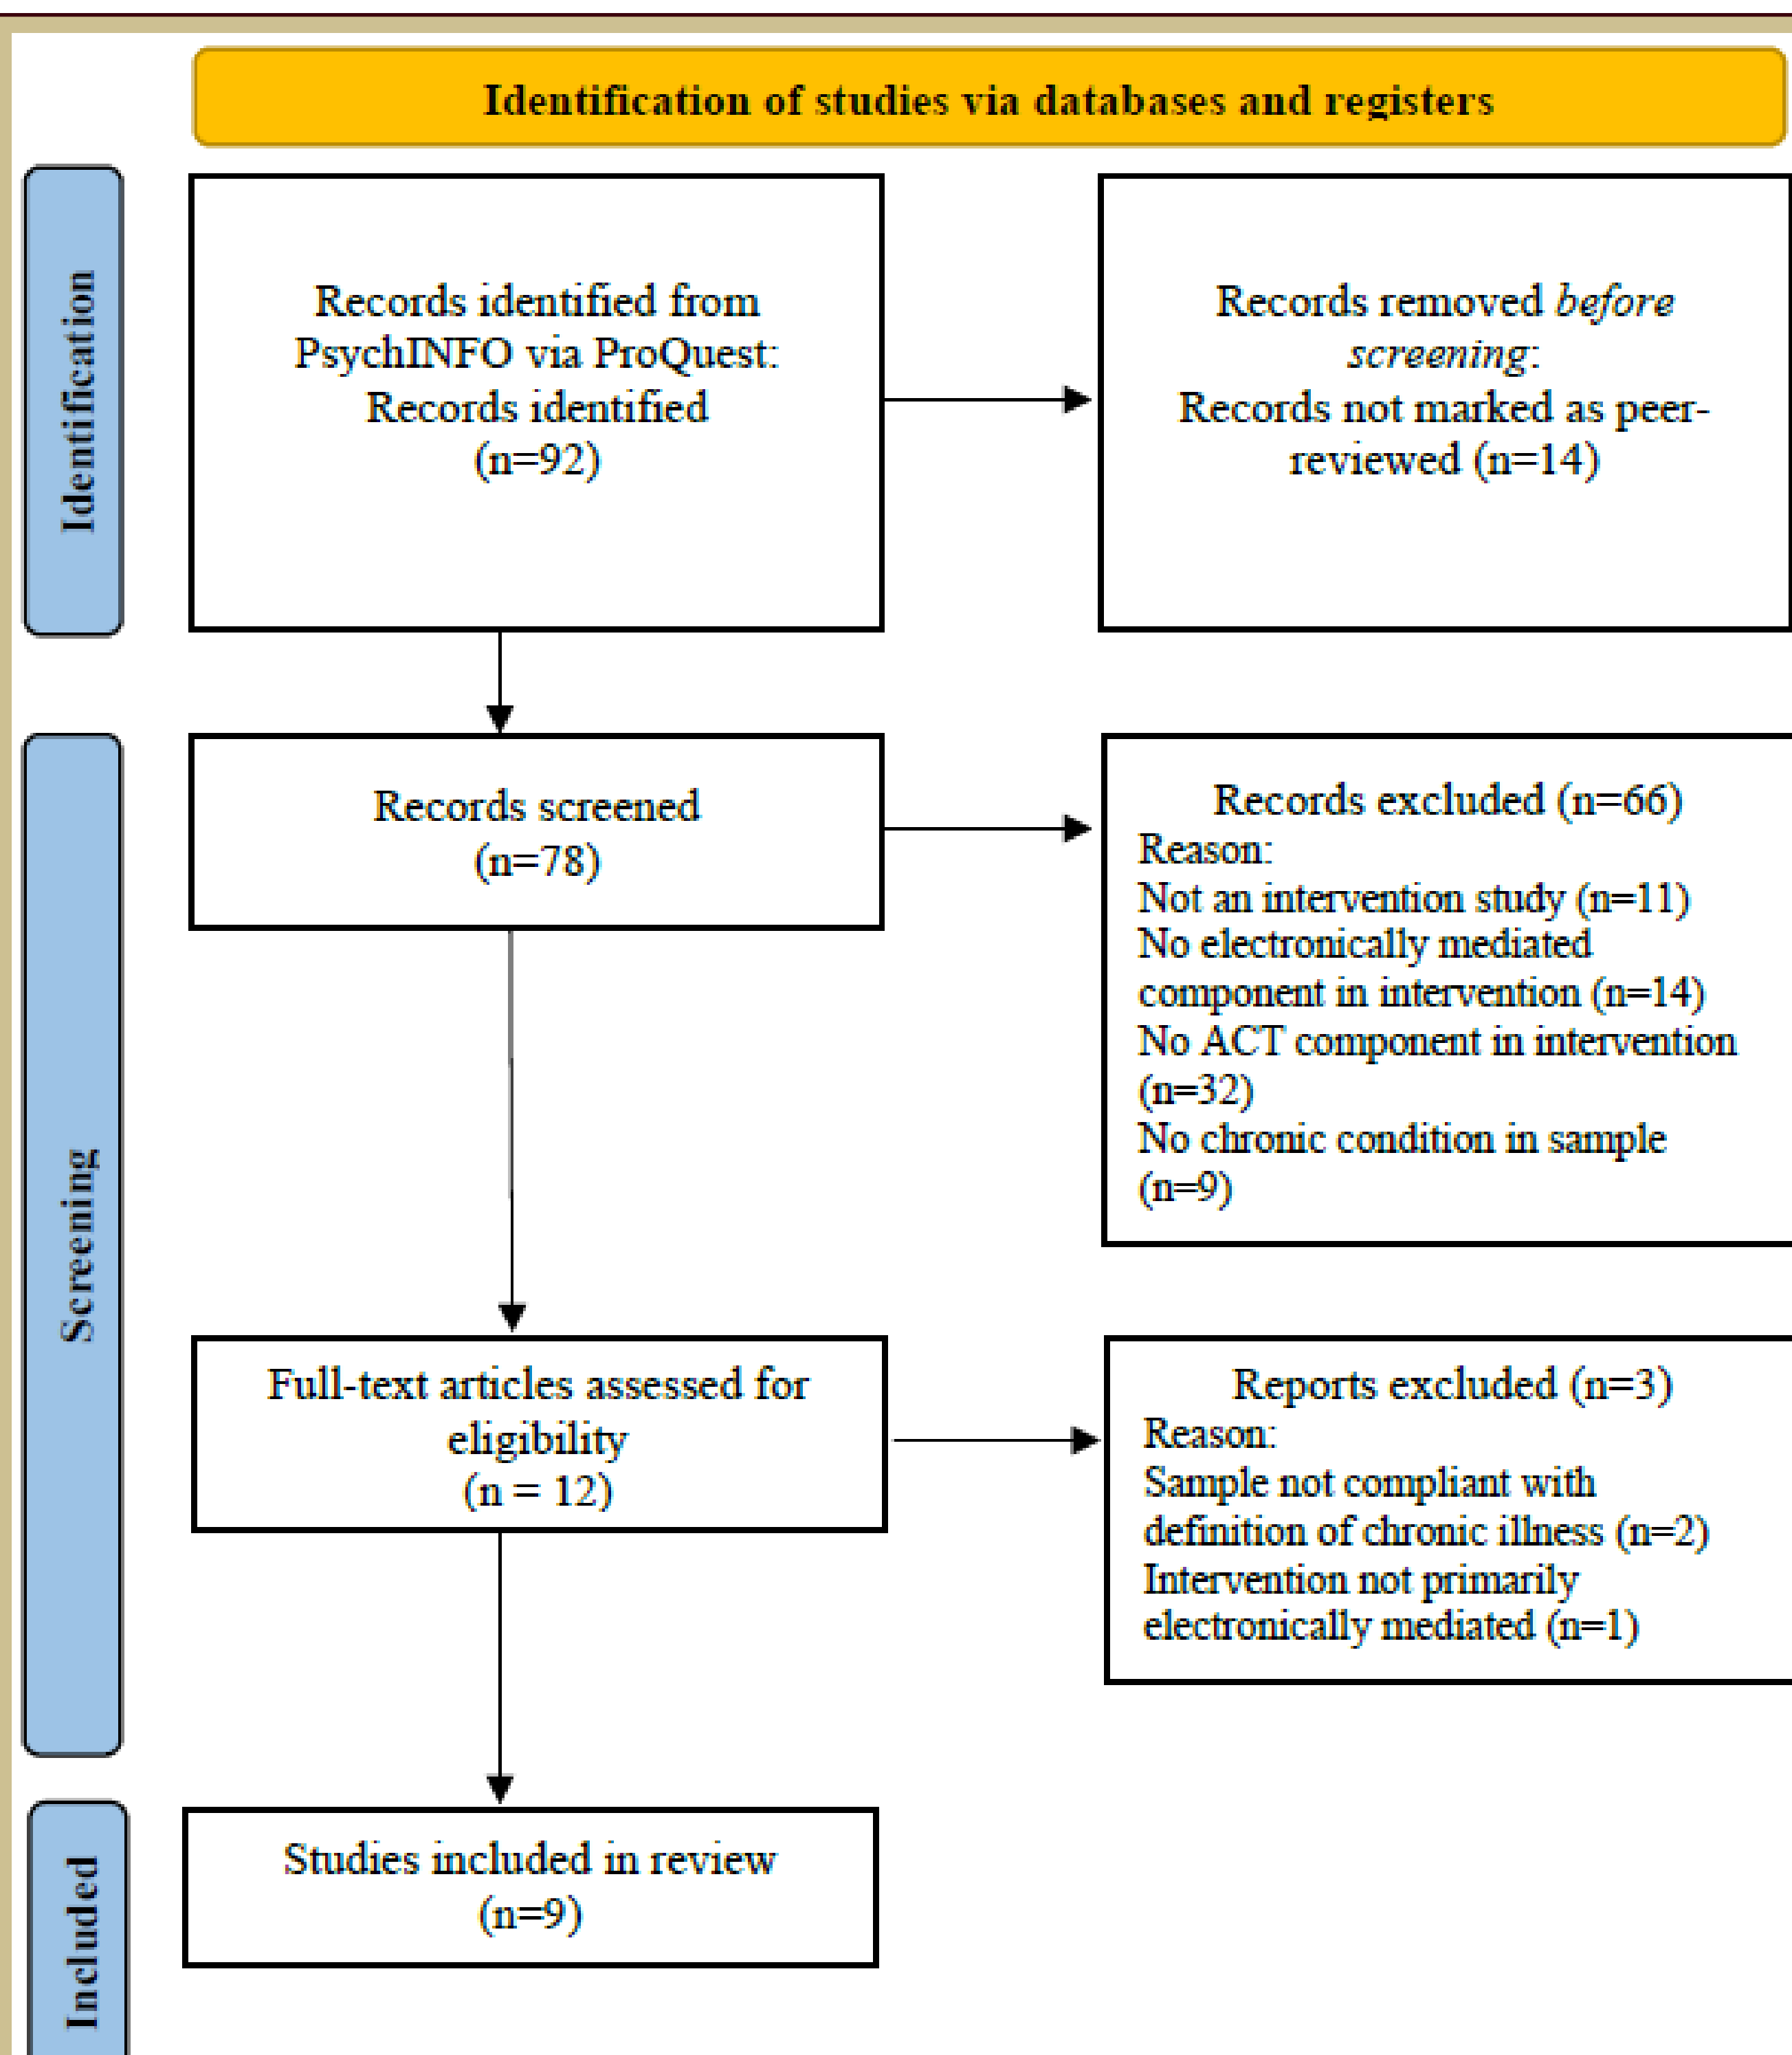 Identification of studies via databases and registers
Identification
Records identified from
PsychINFO via ProQuest:
Records identified
(n=92)
Records removed before
screening:
Records not marked as peer-
reviewed (n=14)
Screening
Records screened
(n=78)
Records excluded (n=66)
Reason:
Not an intervention study (n=11)
No electronically mediated
component in intervention (n=14)
No ACT component in intervention
(n=32)
No chronic condition in sample
(n=9)
Full-text articles assessed for
eligibility
(n = 12)
Reports excluded (n=3)
Reason:
Sample not compliant with
definition of chronic illness (n=2)
Intervention not primarily
electronically mediated (n=1)
Included
Studies included in review
(n=9)